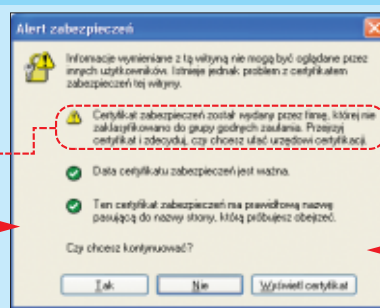 Alert zabezpieczeń
Informacje wymieniane z tą witryną nie mogą być oglądane przez
innych użytkowników. Istnieje jednak problem z certyfikatem
zabezpieczeń tej witryny.
Certyfikat zabezpieczeń został wydany przez firmę, której nie
zaklasyfikowano do grupy godnych zaufania. Przejrzyj
certyfikat i zdecyduj, czy chcesz ufać urzędowi certyfikacji.
Data certyfikatu zabezpieczeń jest ważna.
Ten certyfikat zabezpieczeń ma prawidłową nazwę
pasującą do nazwy strony, którą próbujesz obejrzeć.
Czy chcesz kontynuować?
Tak Nie Wyświetl certyfikat